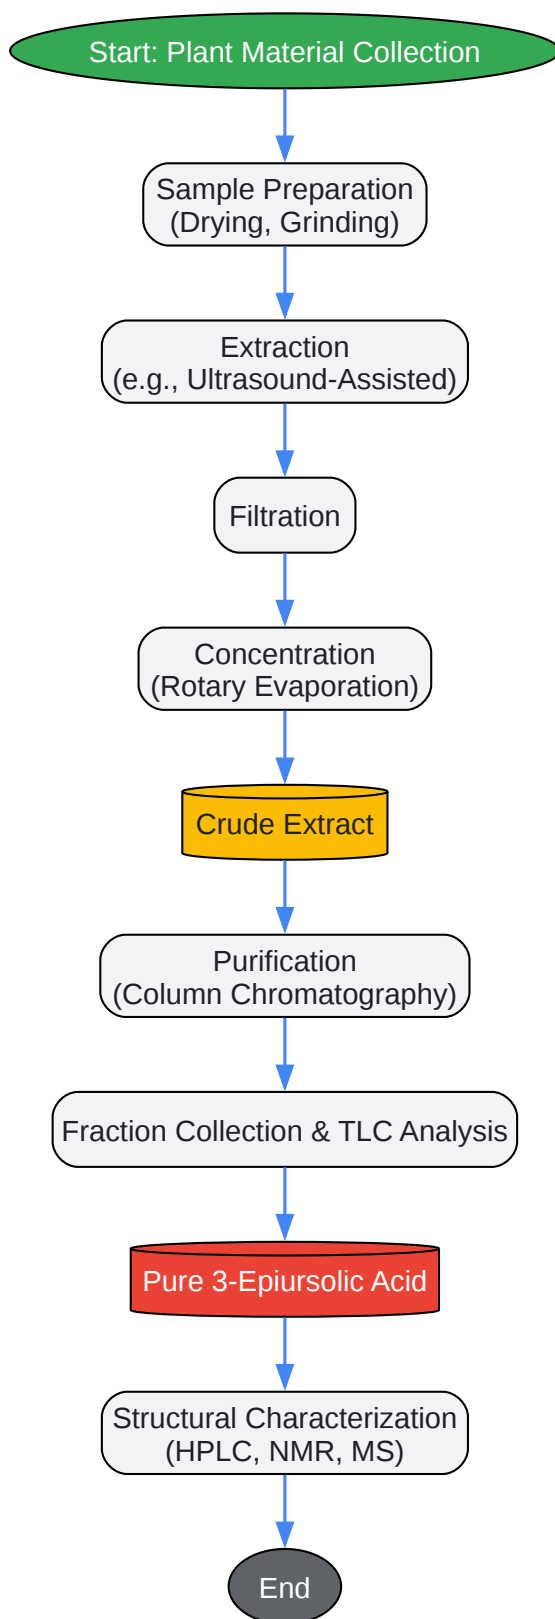 Start: Plant Material Collection
Sample Preparation
(Drying, Grinding)
Extraction
(e.g., Ultrasound-Assisted)
Filtration
Concentration
(Rotary Evaporation)
Crude Extract
Purification
(Column Chromatography)
Fraction Collection & TLC Analysis
Pure 3-Epiursolic Acid
Structural Characterization
(HPLC, NMR, MS)
End